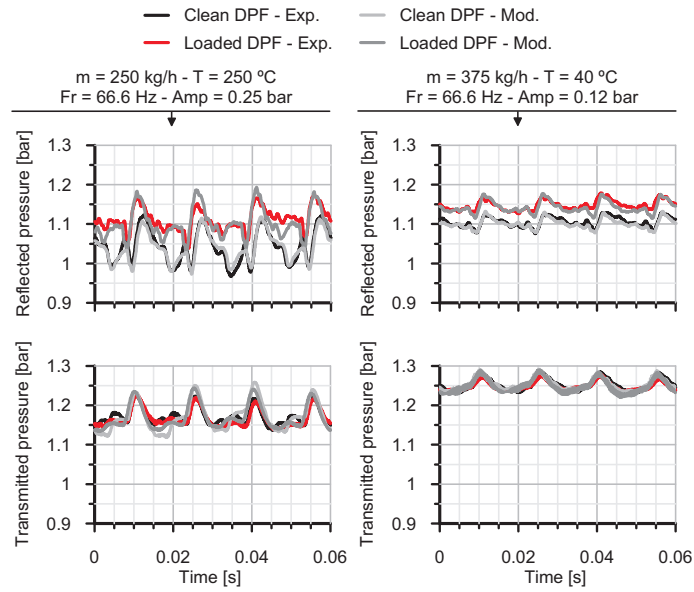 Clean DPF - Exp.
Clean DPF - Mod.
Loaded DPF - Exp.
Loaded DPF - Mod.
m = 250 kg/h - T = 250 ºC
Fr = 66.6 Hz - Amp = 0.25 bar
m = 375 kg/h - T = 40 ºC
Fr = 66.6 Hz - Amp = 0.12 bar
Reflected pressure [bar]
1.3
1.2
1.1
1
0.9
Reflected pressure [bar]
1.3
1.2
1.1
1
0.9
Transmitted pressure [bar]
1.3
1.2
1.1
1
0.9
0 0.02 0.04 0.06
Time [s]
Transmitted pressure [bar]
1.3
1.2
1.1
1
0.9
0 0.02 0.04 0.06
Time [s]